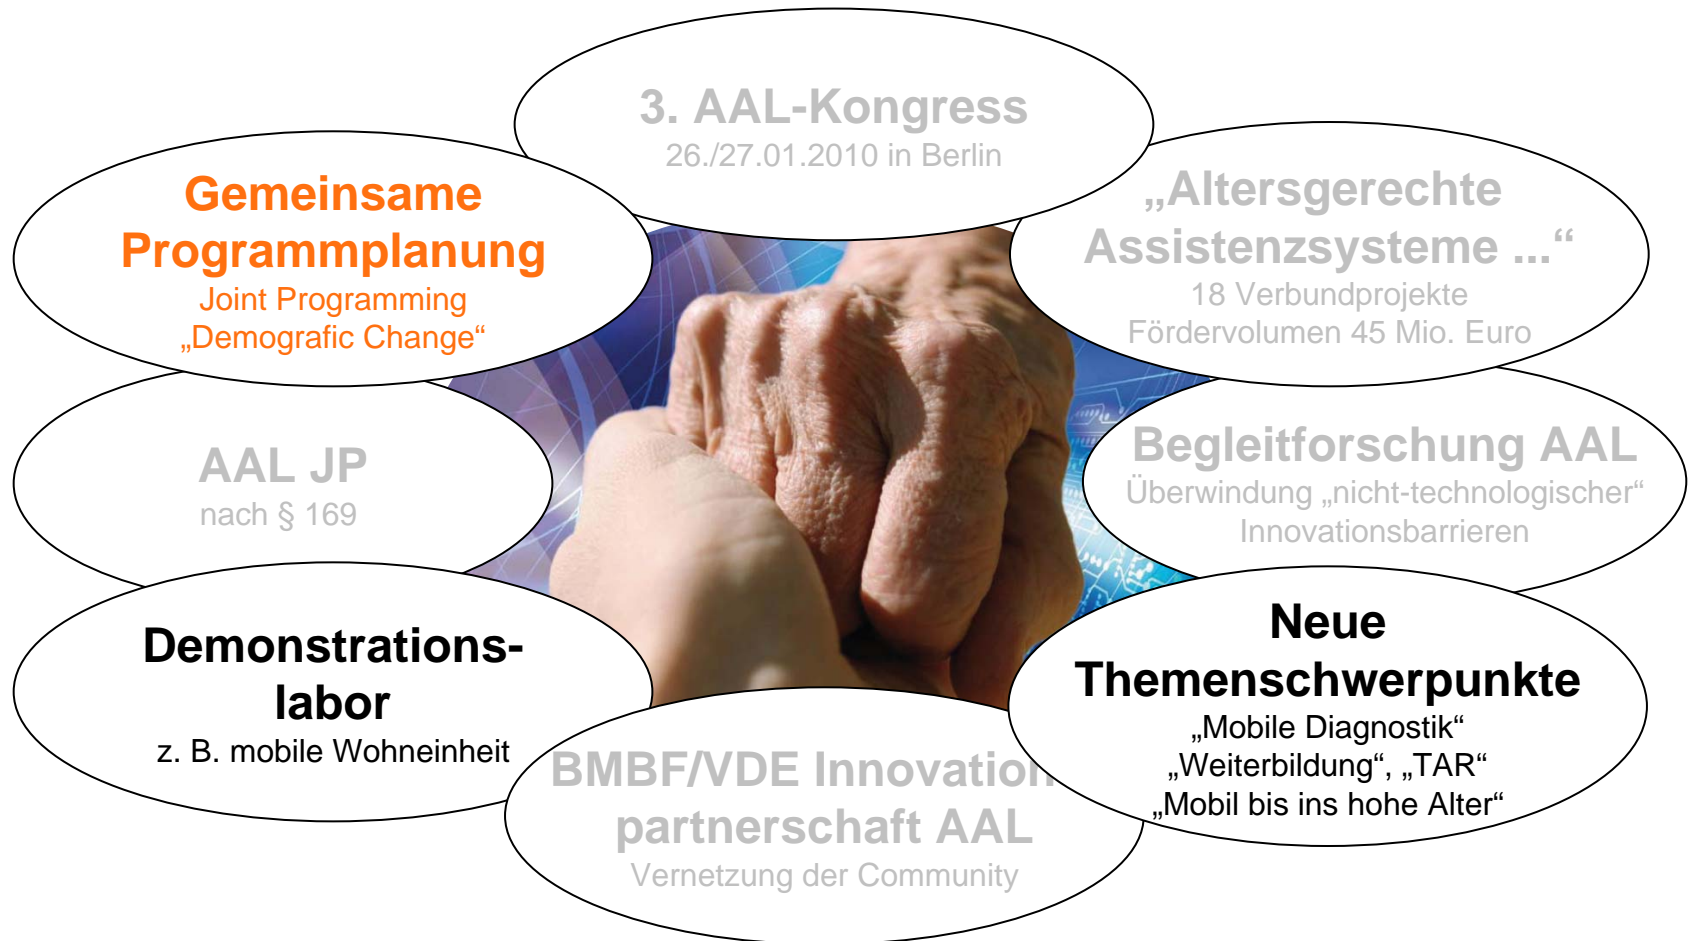 3. AAL-Kongress
26./27.01.2010 in Berlin
Gemeinsame
Programmplanung
Joint Programming
„Demografic Change“
„Altersgerechte
Assistenzsysteme ...“
18 Verbundprojekte
Fördervolumen 45 Mio. Euro
AAL JP
nach § 169
Begleitforschung AAL
Überwindung „nicht-technologischer“
Innovationsbarrieren
Demonstrations-
labor
z. B. mobile Wohneinheit
Neue
Themenschwerpunkte
„Mobile Diagnostik“
„Weiterbildung“, „TAR“
„Mobil bis ins hohe Alter“
BMBF/VDE Innovation
partnerschaft AAL
Vernetzung der Community